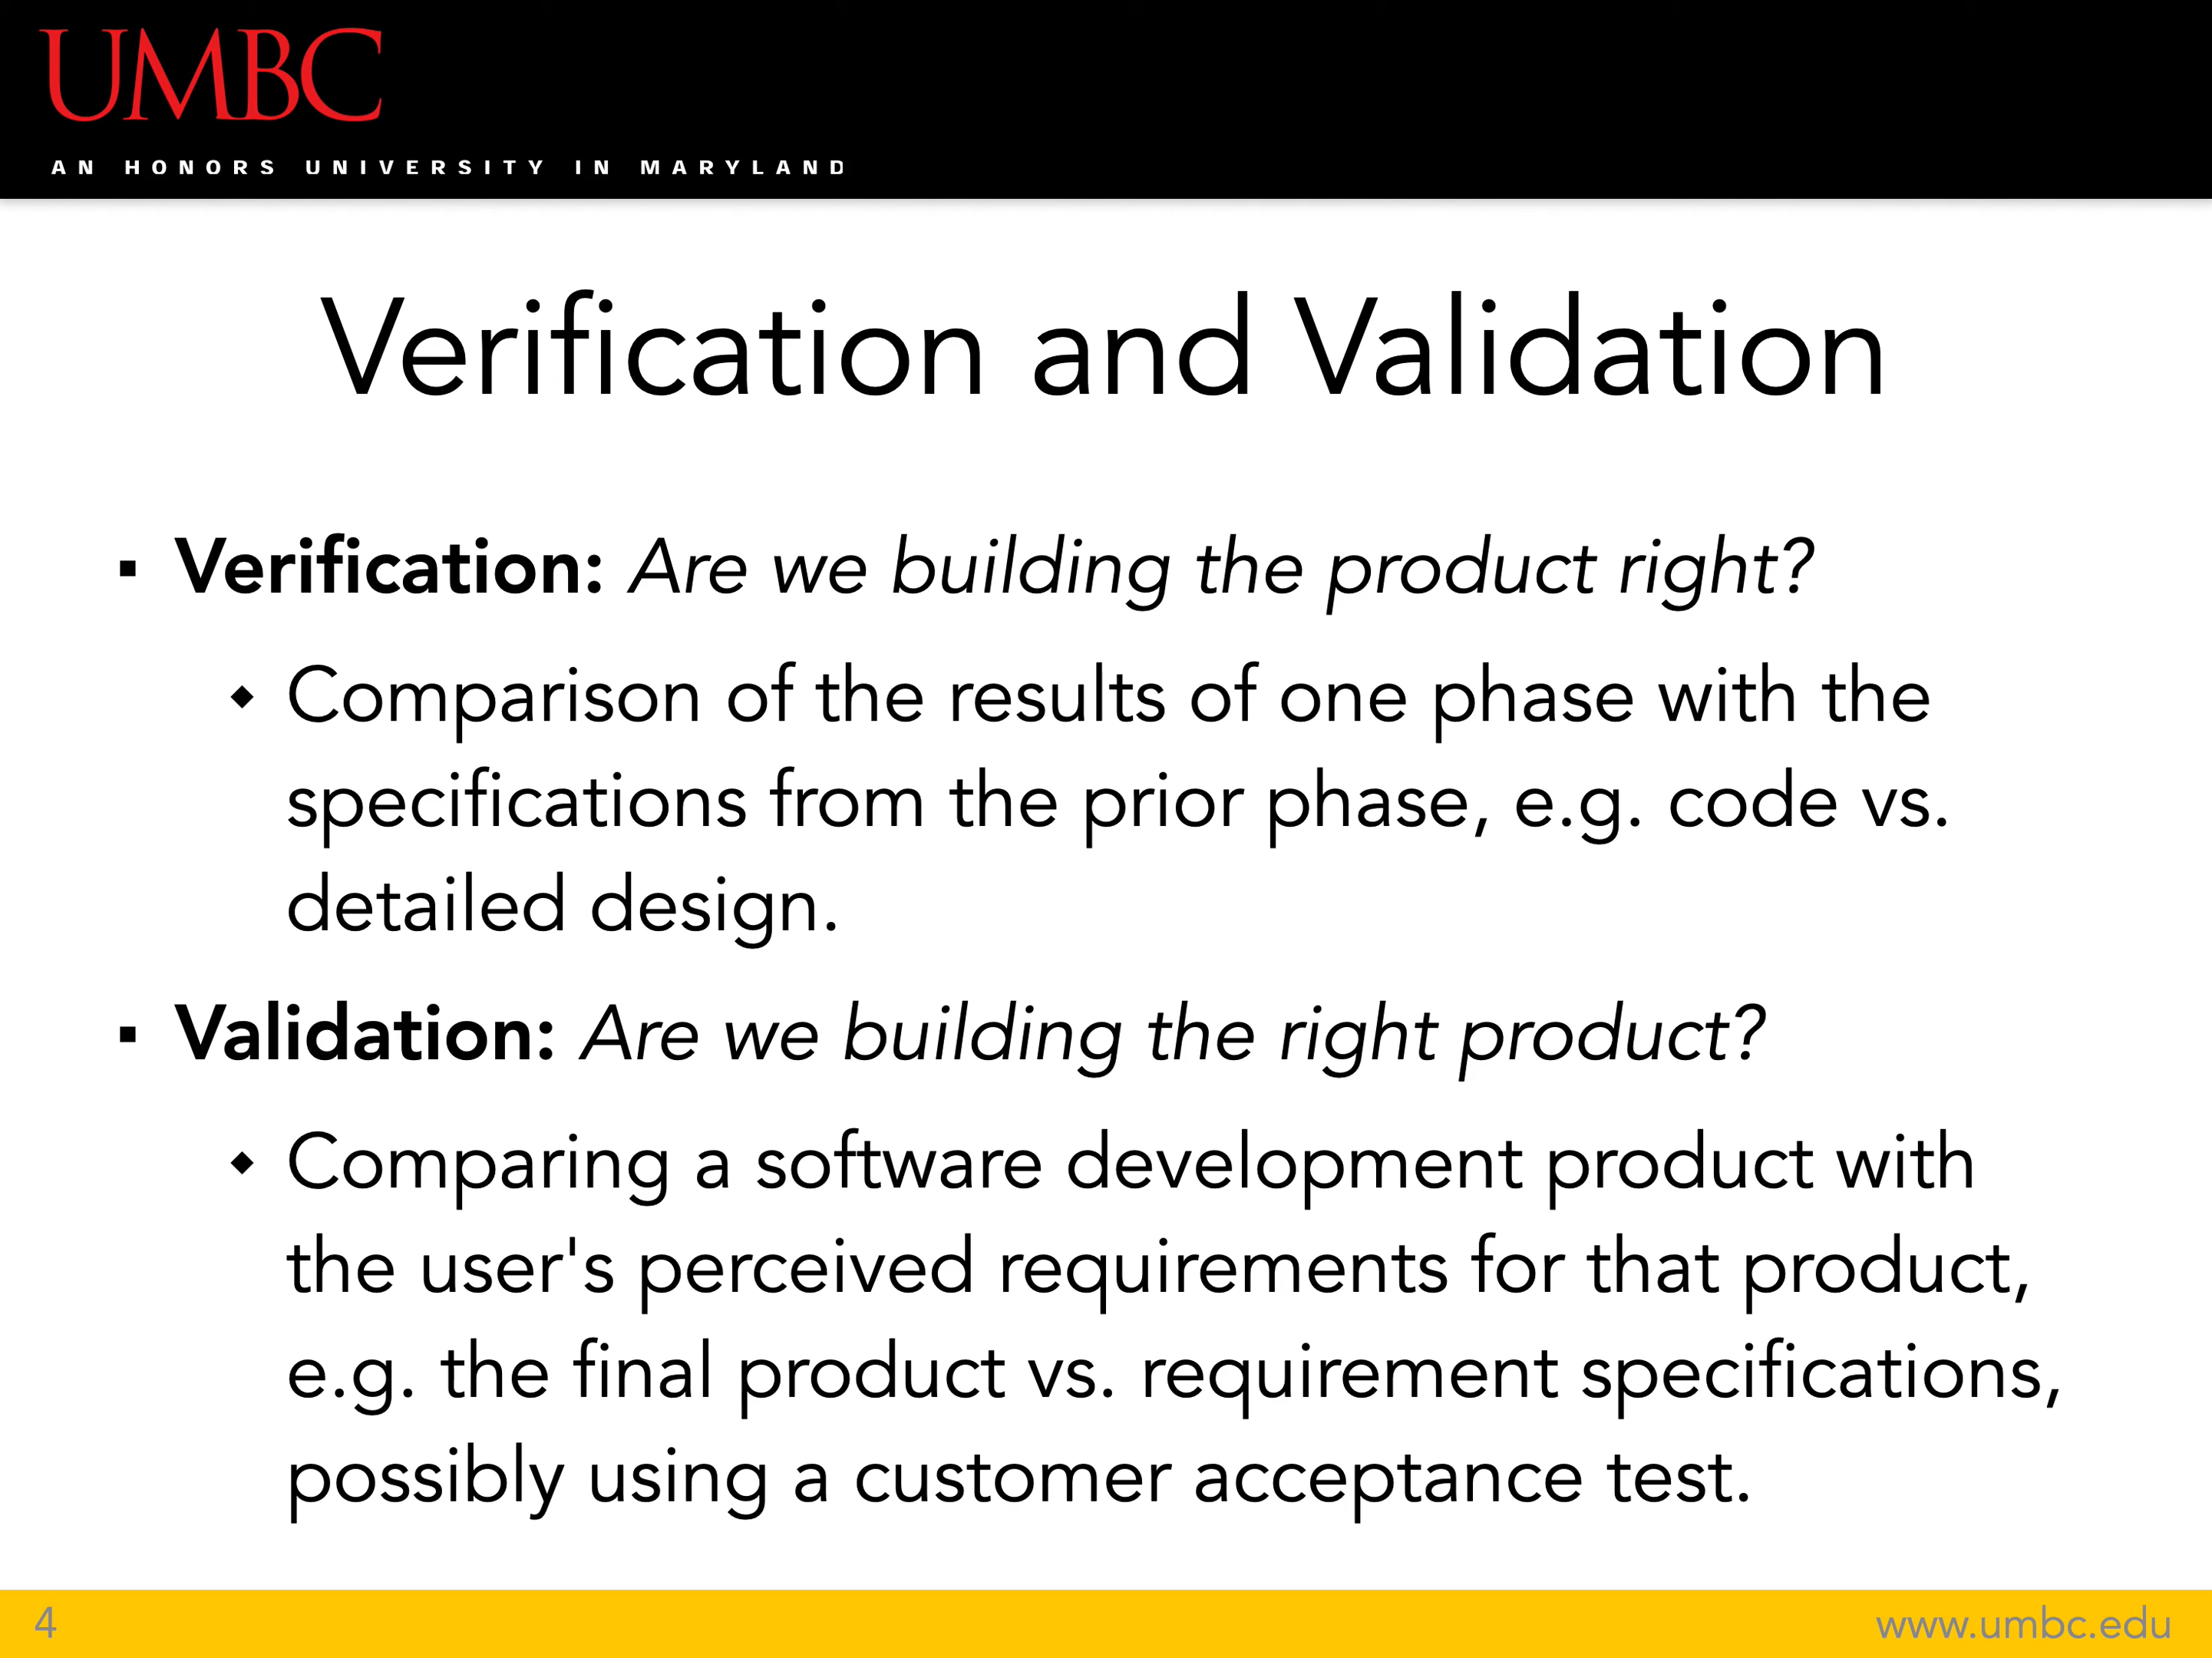 UMBC
AN HONORS UNIVERSITY IN MARYLAND
Verification and Validation
▪ Verification: Are we building the product right?
◆ Comparison of the results of one phase with the
specifications from the prior phase, e.g. code vs.
detailed design.
▪ Validation: Are we building the right product?
◆ Comparing a software development product with
the user's perceived requirements for that product,
e.g. the final product vs. requirement specifications,
possibly using a customer acceptance test.
4
www.umbc.edu